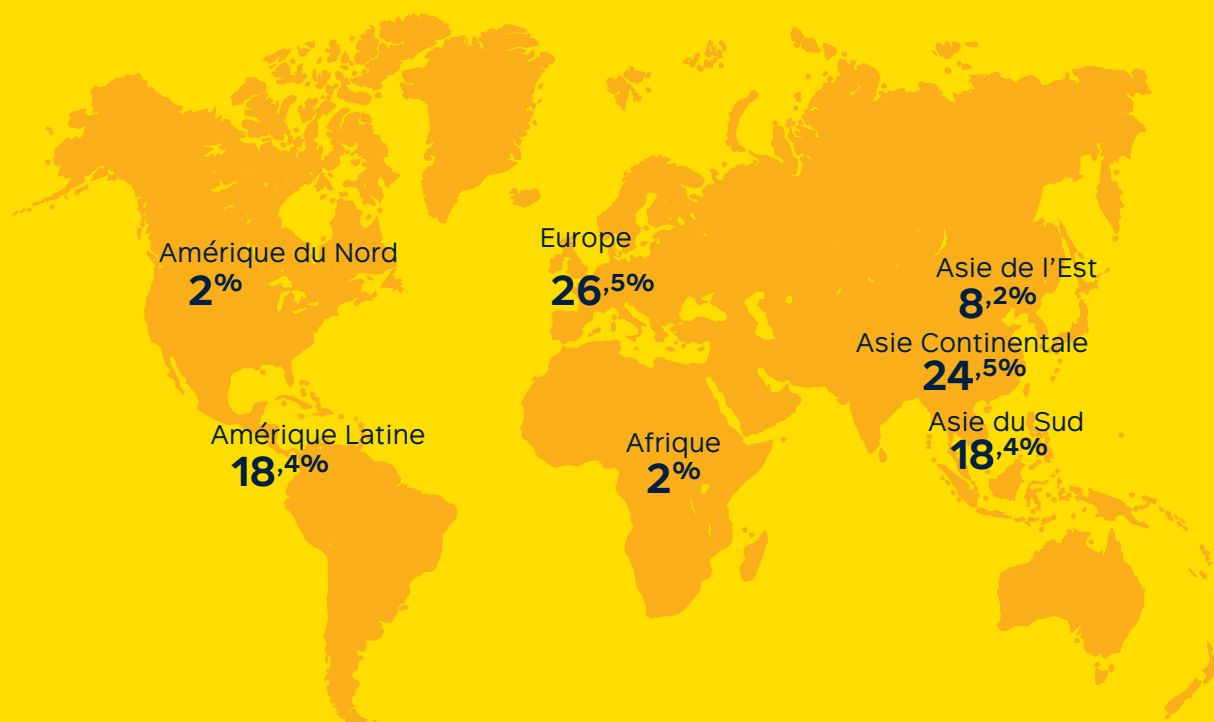 Amérique du Nord
2%
Europe
26,5%
Asie de l'Est
8,2%
Asie Continentale
24,5%
Amérique Latine
18,4%
Afrique
2%
Asie du Sud
18,4%